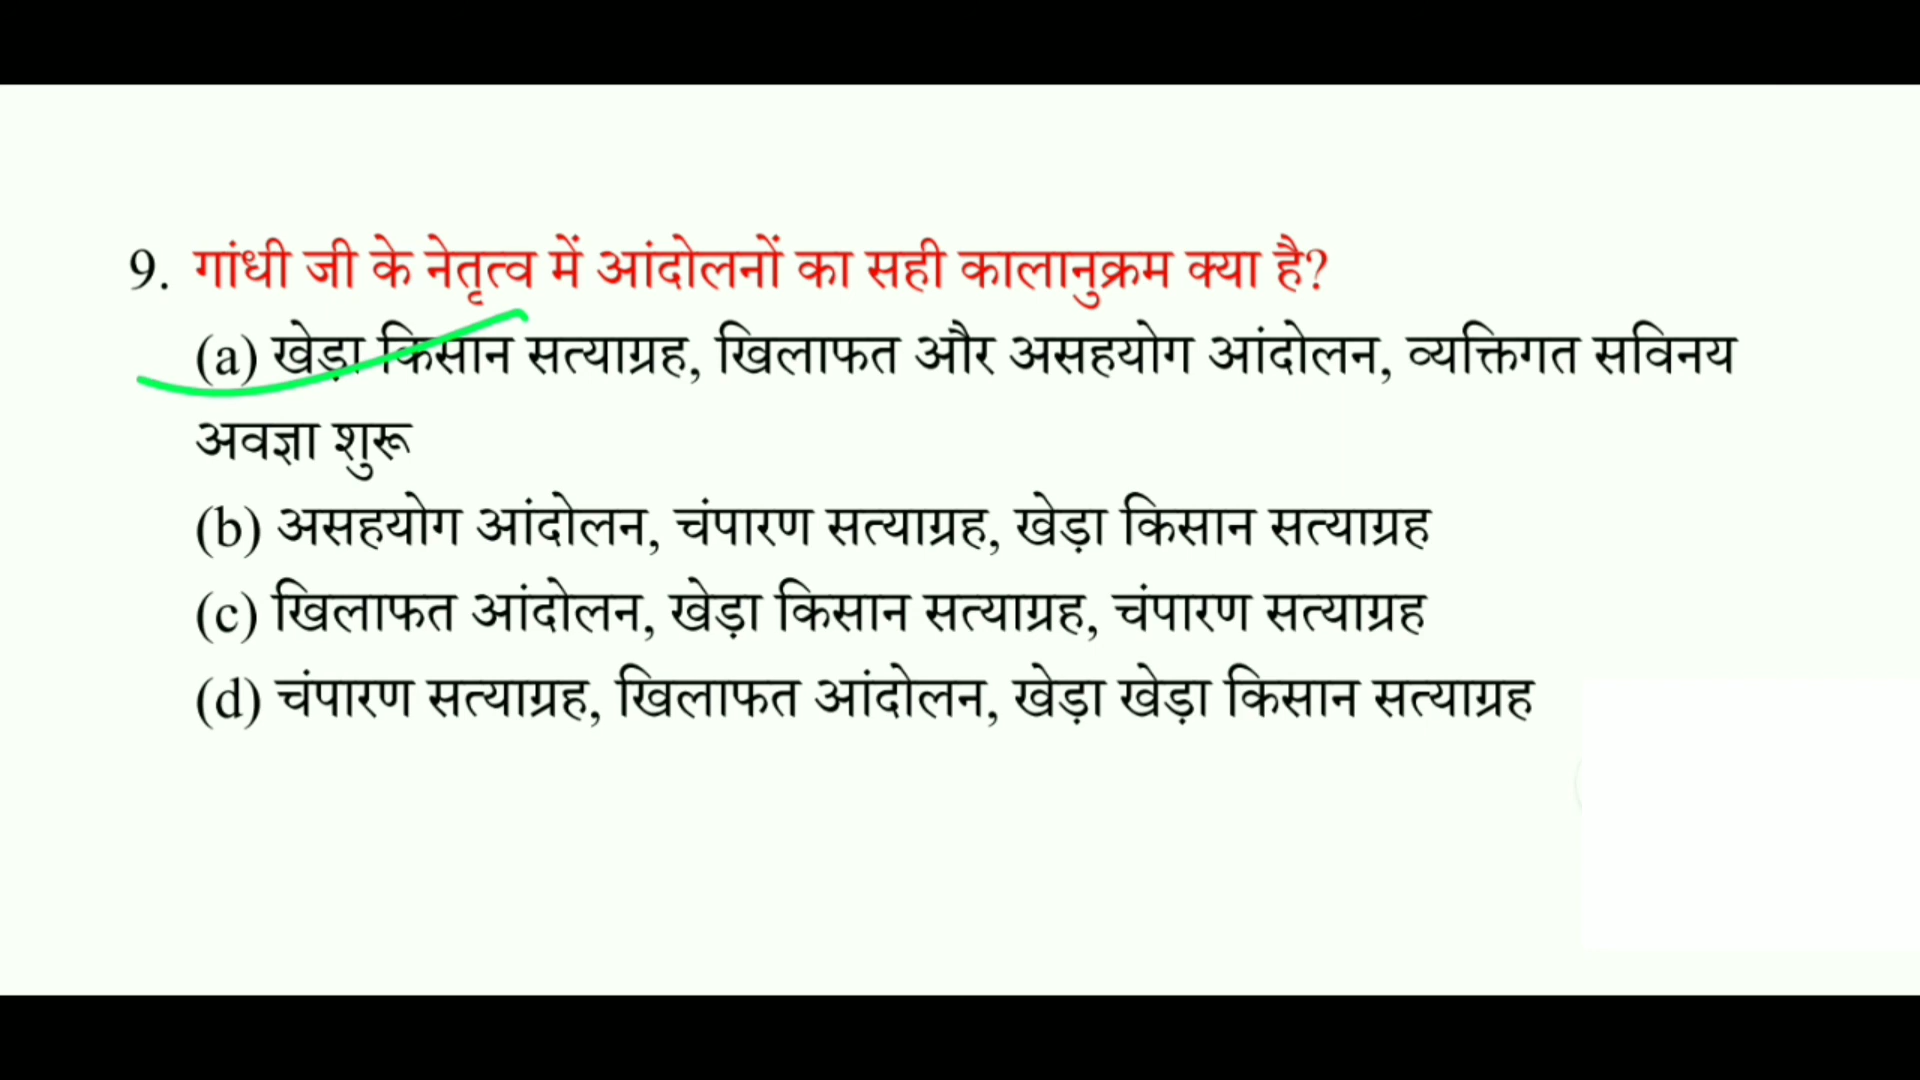 9. गांधी जी के नेतृत्व में आंदोलनों का सही कालानुक्रम क्या है?
(a) खेड़ा किसान सत्याग्रह, खिलाफत और असहयोग आंदोलन, व्यक्तिगत सविनय
अवज्ञा शुरू
(b) असहयोग आंदोलन, चंपारण सत्याग्रह, खेड़ा किसान सत्याग्रह
(c) खिलाफत आंदोलन, खेड़ा किसान सत्याग्रह, चंपारण सत्याग्रह
(d) चंपारण सत्याग्रह, खिलाफत आंदोलन, खेड़ा खेड़ा किसान सत्याग्रह